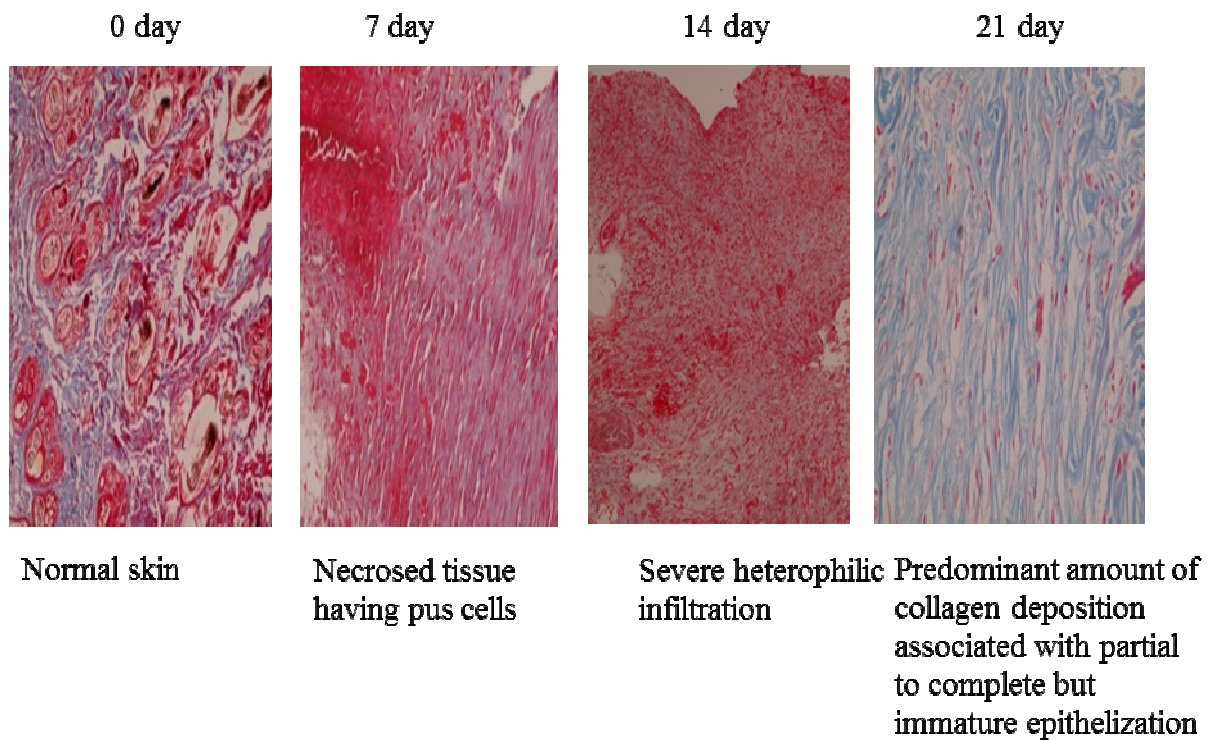 0 day
7 day
14 day
21 day
Normal skin
Necrosed tissue
having pus cells
Severe heterophilic
infiltration
Predominant amount of
collagen deposition
associated with partial
to complete but
immature epithelization